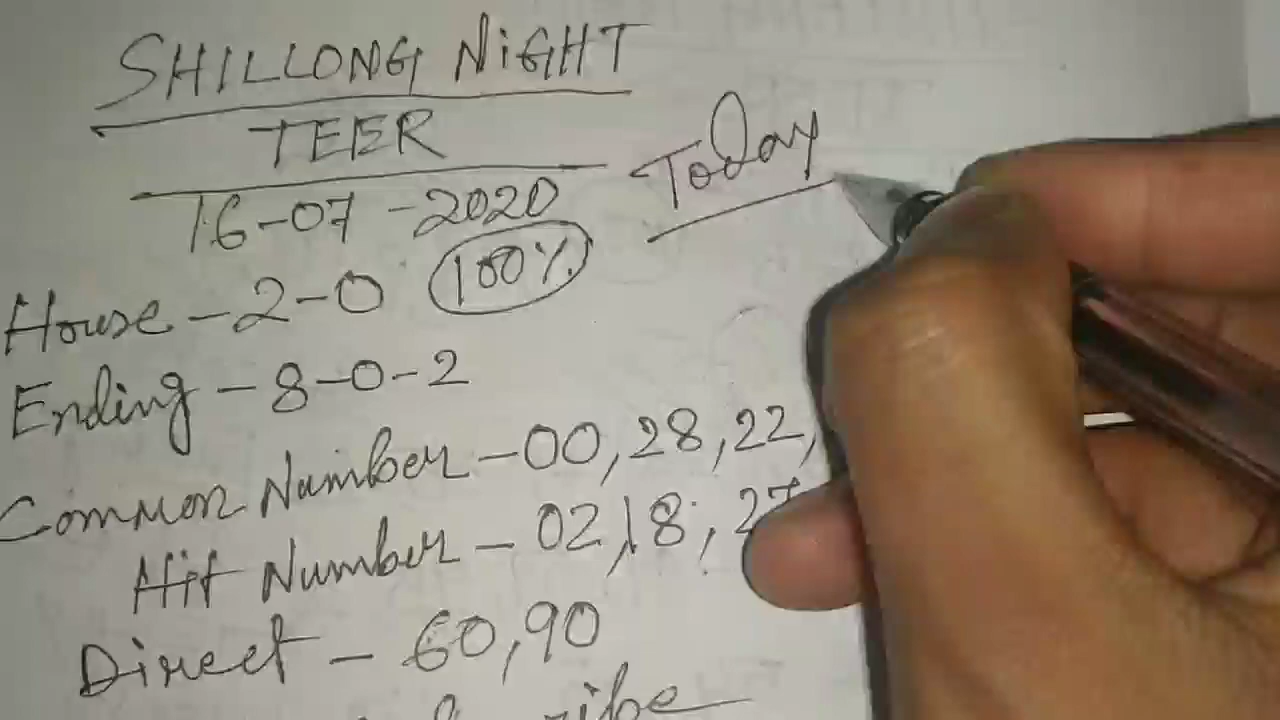 SHILLONG NIGHT
TEER
Today
16-07-2020
100%
House - 2-0
Ending - 8-0-2
Common Number - 00, 28, 22,
Hit Number - 02, 18, 27
Direct - 60, 90